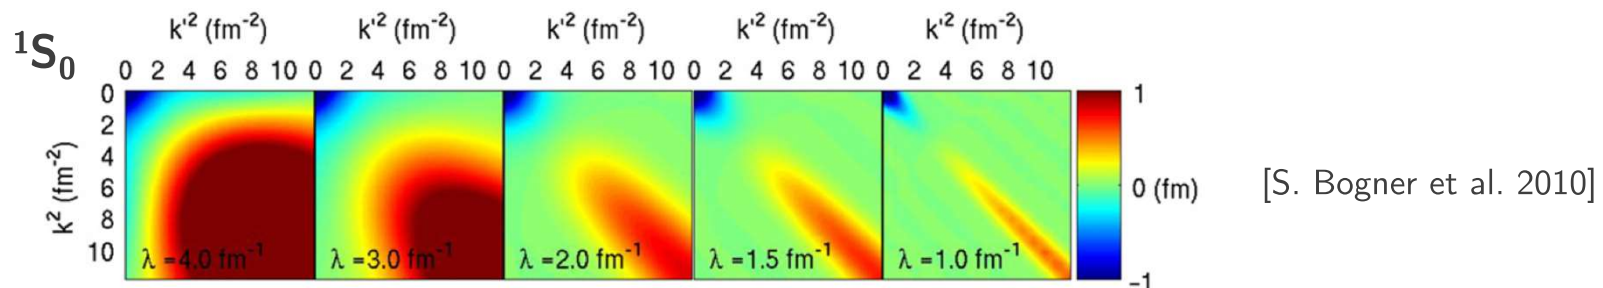 ¹S₀
k'² (fm⁻²) k'² (fm⁻²) k'² (fm⁻²) k'² (fm⁻²) k'² (fm⁻²)
0 2 4 6 8 10 0 2 4 6 8 10 0 2 4 6 8 10 0 2 4 6 8 10 0 2 4 6 8 10
k² (fm⁻²)
0
2
4
6
8
10
λ =4.0 fm⁻¹ λ =3.0 fm⁻¹ λ =2.0 fm⁻¹ λ =1.5 fm⁻¹ λ =1.0 fm⁻¹
1
0 (fm)
−1
[S. Bogner et al. 2010]